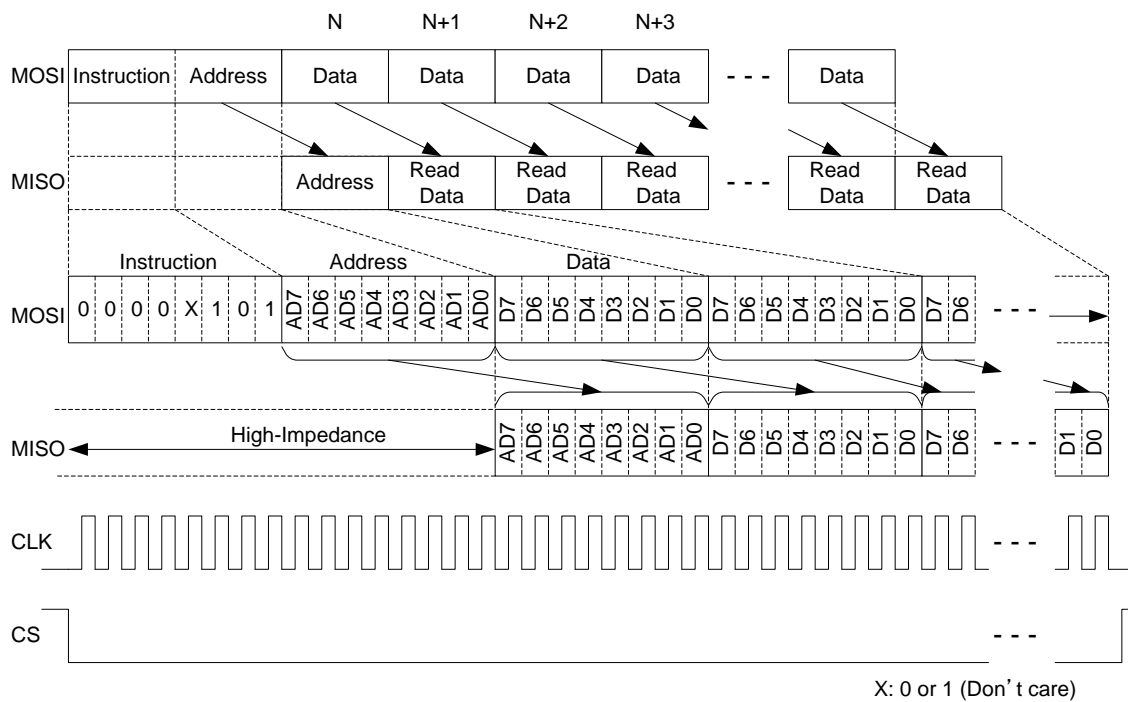 N N+1 N+2 N+3
MOSI Instruction Address Data Data Data Data - - - Data
MISO Address Read Data Read Data Read Data - - - Read Data Read Data
Instruction Address Data
MOSI 0 0 0 0 X 1 0 1 AD7 AD6 AD5 AD4 AD3 AD2 AD1 AD0 D7 D6 D5 D4 D3 D2 D1 D0 D7 D6 D5 D4 D3 D2 D1 D0 D7 D6 - - -
High-Impedance
MISO AD7 AD6 AD5 AD4 AD3 AD2 AD1 AD0 D7 D6 D5 D4 D3 D2 D1 D0 D7 D6 - - - D1 D0
CLK - - -
CS - - -
X: 0 or 1 (Don’t care)